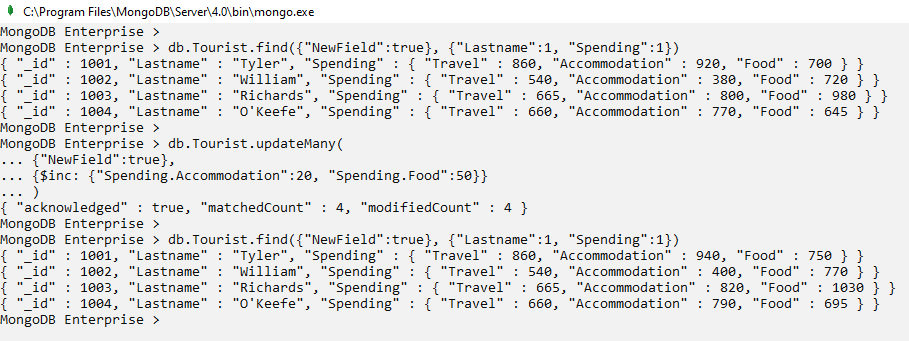 C:\Program Files\MongoDB\Server\4.0\bin\mongo.exe
MongoDB Enterprise >
MongoDB Enterprise > db.Tourist.find({"NewField":true}, {"Lastname":1, "Spending":1})
{ "_id" : 1001, "Lastname" : "Tyler", "Spending" : { "Travel" : 860, "Accommodation" : 920, "Food" : 700 } }
{ "_id" : 1002, "Lastname" : "William", "Spending" : { "Travel" : 540, "Accommodation" : 380, "Food" : 720 } }
{ "_id" : 1003, "Lastname" : "Richards", "Spending" : { "Travel" : 665, "Accommodation" : 800, "Food" : 980 } }
{ "_id" : 1004, "Lastname" : "O'Keefe", "Spending" : { "Travel" : 660, "Accommodation" : 770, "Food" : 645 } }
MongoDB Enterprise >
MongoDB Enterprise > db.Tourist.updateMany(
... {"NewField":true},
... {$inc: {"Spending.Accommodation":20, "Spending.Food":50}}
... )
{ "acknowledged" : true, "matchedCount" : 4, "modifiedCount" : 4 }
MongoDB Enterprise >
MongoDB Enterprise > db.Tourist.find({"NewField":true}, {"Lastname":1, "Spending":1})
{ "_id" : 1001, "Lastname" : "Tyler", "Spending" : { "Travel" : 860, "Accommodation" : 940, "Food" : 750 } }
{ "_id" : 1002, "Lastname" : "William", "Spending" : { "Travel" : 540, "Accommodation" : 400, "Food" : 770 } }
{ "_id" : 1003, "Lastname" : "Richards", "Spending" : { "Travel" : 665, "Accommodation" : 820, "Food" : 1030 } }
{ "_id" : 1004, "Lastname" : "O'Keefe", "Spending" : { "Travel" : 660, "Accommodation" : 790, "Food" : 695 } }
MongoDB Enterprise >